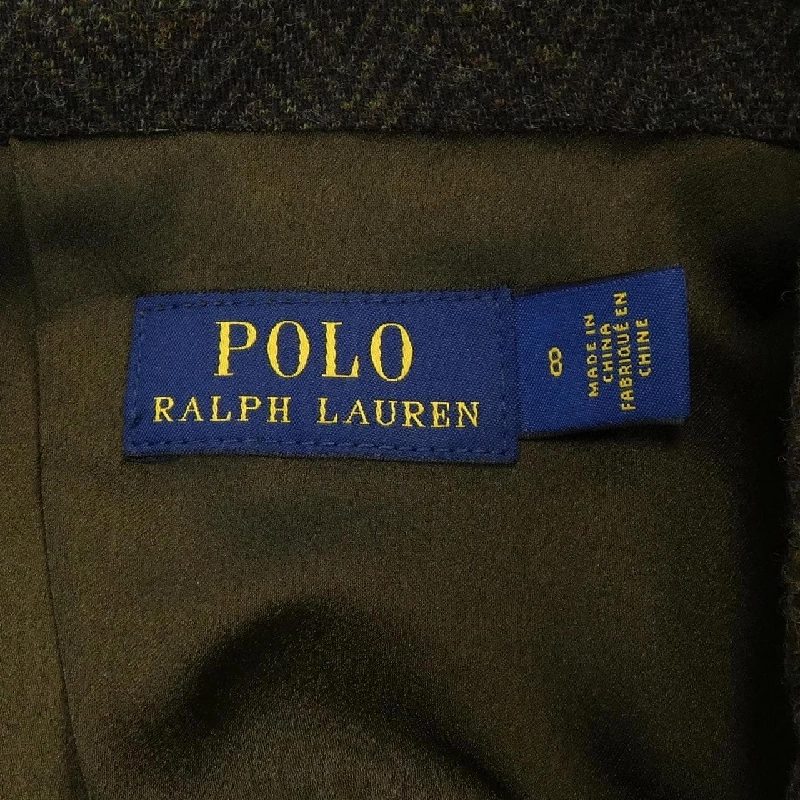 POLO
RALPH LAUREN
8
MADE IN
CHINA
FABRIQUÉ EN
CHINE